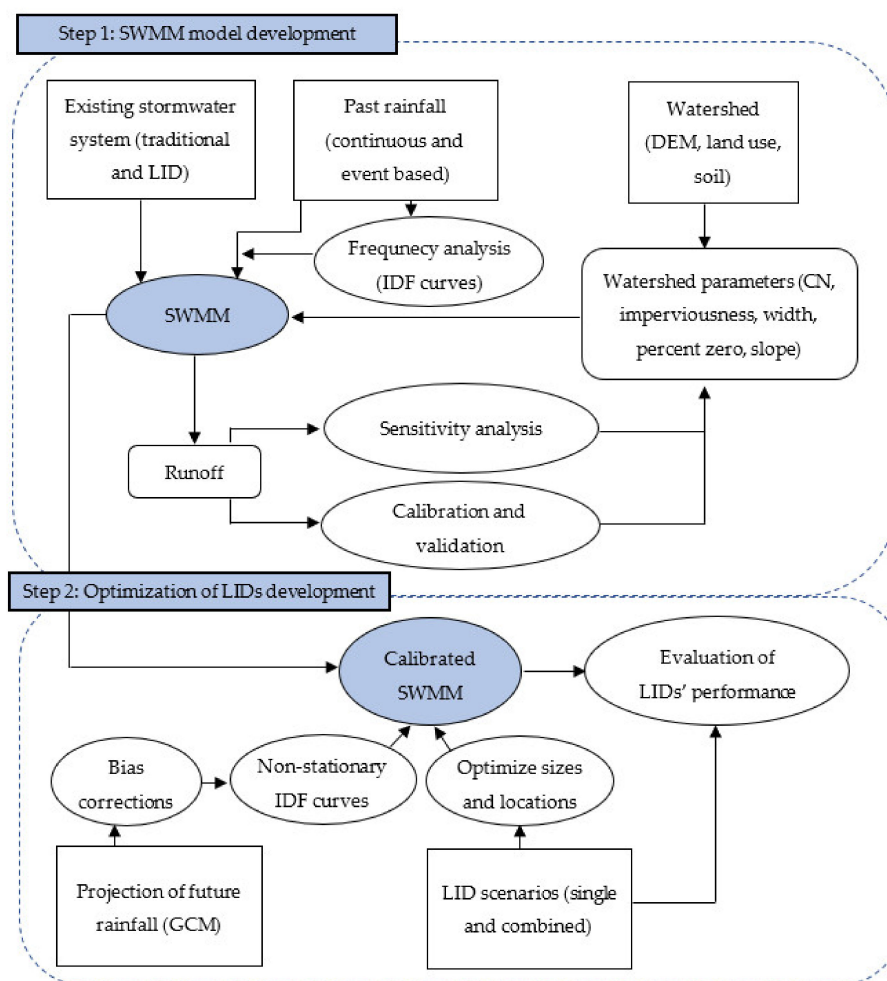 Step 1: SWMM model development
Existing stormwater
system (traditional
and LID)
Past rainfall
(continuous and
event based)
Watershed
(DEM, land use,
soil)
Frequnecy analysis
(IDF curves)
SWMM
Watershed parameters (CN,
imperviousness, width,
percent zero, slope)
Sensitivity analysis
Runoff
Calibration and
validation
Step 2: Optimization of LIDs development
Calibrated
SWMM
Evaluation of
LIDs’ performance
Bias
corrections
Non-stationary
IDF curves
Optimize sizes
and locations
Projection of future
rainfall (GCM)
LID scenarios (single
and combined)